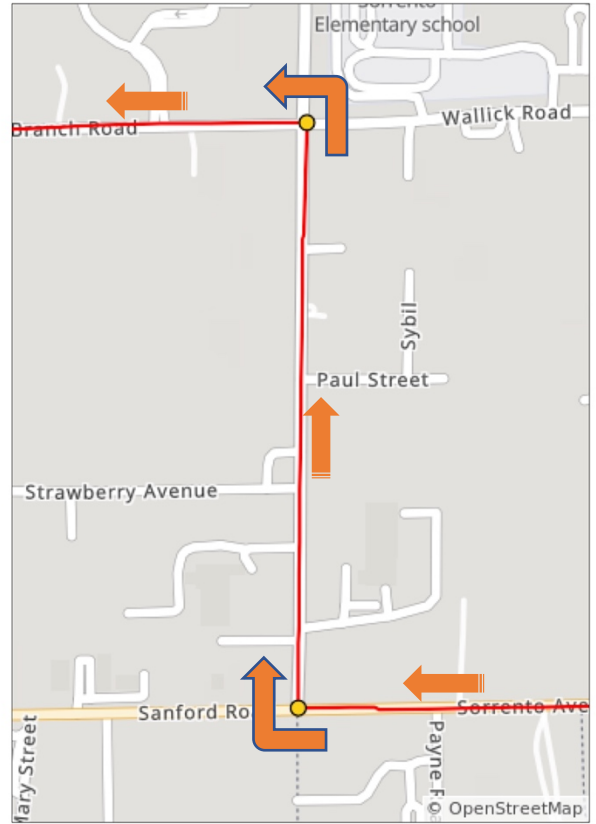 Sorrento
Elementary school
Branch Road
Wallick Road
Sybil
Paul Street
Strawberry Avenue
Sanford Ro
Sorrento Ave
Mary Street
Payne R
© OpenStreetMap